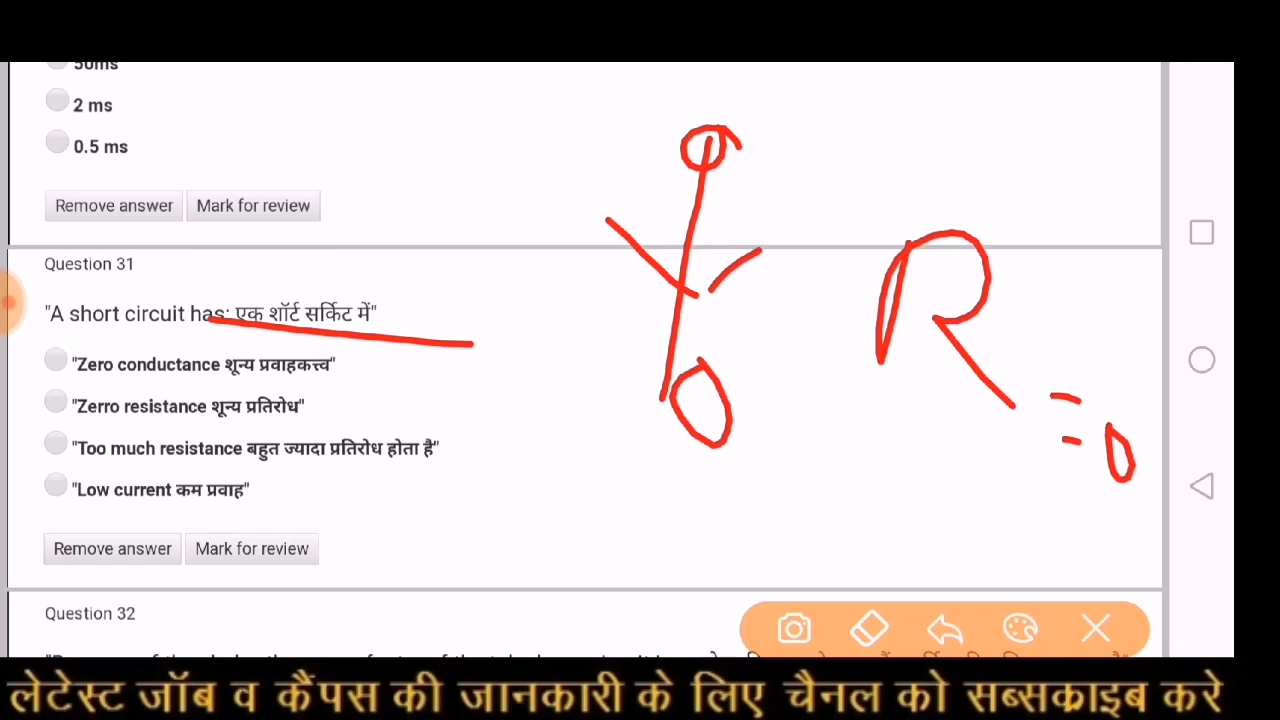 50ms
2 ms
0.5 ms
Remove answer Mark for review
Question 31
"A short circuit has: एक शॉर्ट सर्किट में"
"Zero conductance शून्य प्रवाहकत्त्व"
"Zerro resistance शून्य प्रतिरोध"
"Too much resistance बहुत ज्यादा प्रतिरोध होता है"
"Low current कम प्रवाह"
R = 0
Remove answer Mark for review
Question 32
लेटेस्ट जॉब व कैंपस की जानकारी के लिए चैनल को सब्सक्राइब करे